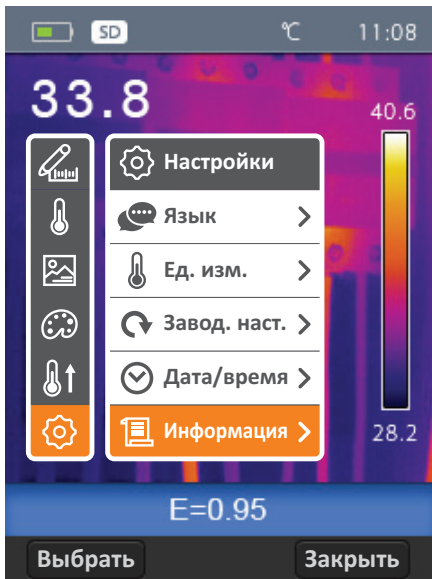 SD ℃ 11:08
33.8
40.6
Настройки
Язык
Ед. изм.
Завод. наст.
Дата/время
Информация
28.2
E=0.95
Выбрать Закрыть